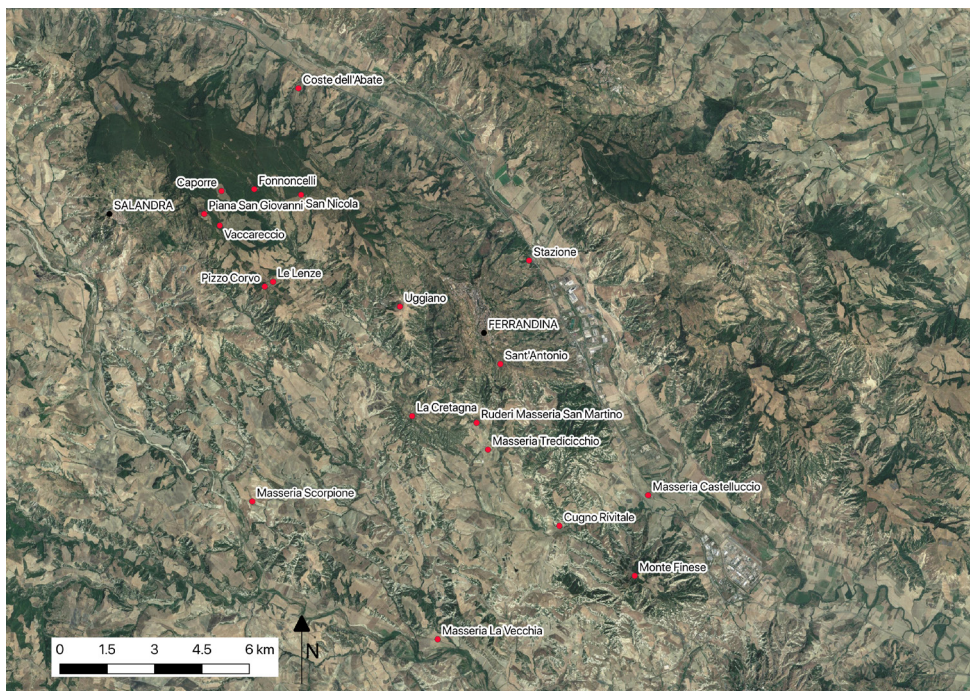 Coste dell'Abate
Caporre
Fonnoncelli
SALANDRA
Piana San Giovanni
San Nicola
Vaccareccio
Stazione
Pizzo Corvo
Le Lenze
Uggiano
FERRANDINA
Sant'Antonio
La Cretagna
Ruderi Masseria San Martino
Masseria Tredicicchio
Masseria Scorpione
Masseria Castelluccio
Cugno Rivitale
Monte Finese
Masseria La Vecchia
0 1.5 3 4.5 6 km
N